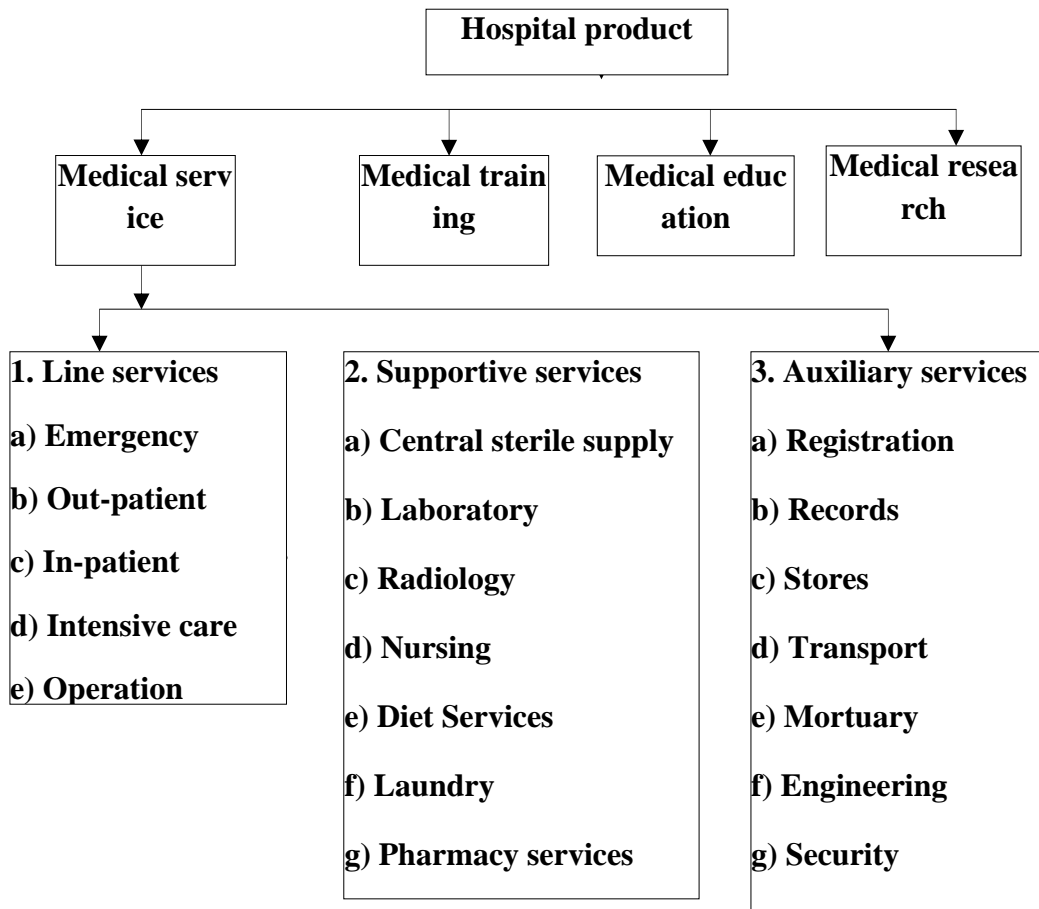 Hospital product
Medical serv
ice
Medical train
ing
Medical educ
ation
Medical resea
rch
1. Line services
a) Emergency
b) Out-patient
c) In-patient
d) Intensive care
e) Operation
2. Supportive services
a) Central sterile supply
b) Laboratory
c) Radiology
d) Nursing
e) Diet Services
f) Laundry
g) Pharmacy services
3. Auxiliary services
a) Registration
b) Records
c) Stores
d) Transport
e) Mortuary
f) Engineering
g) Security